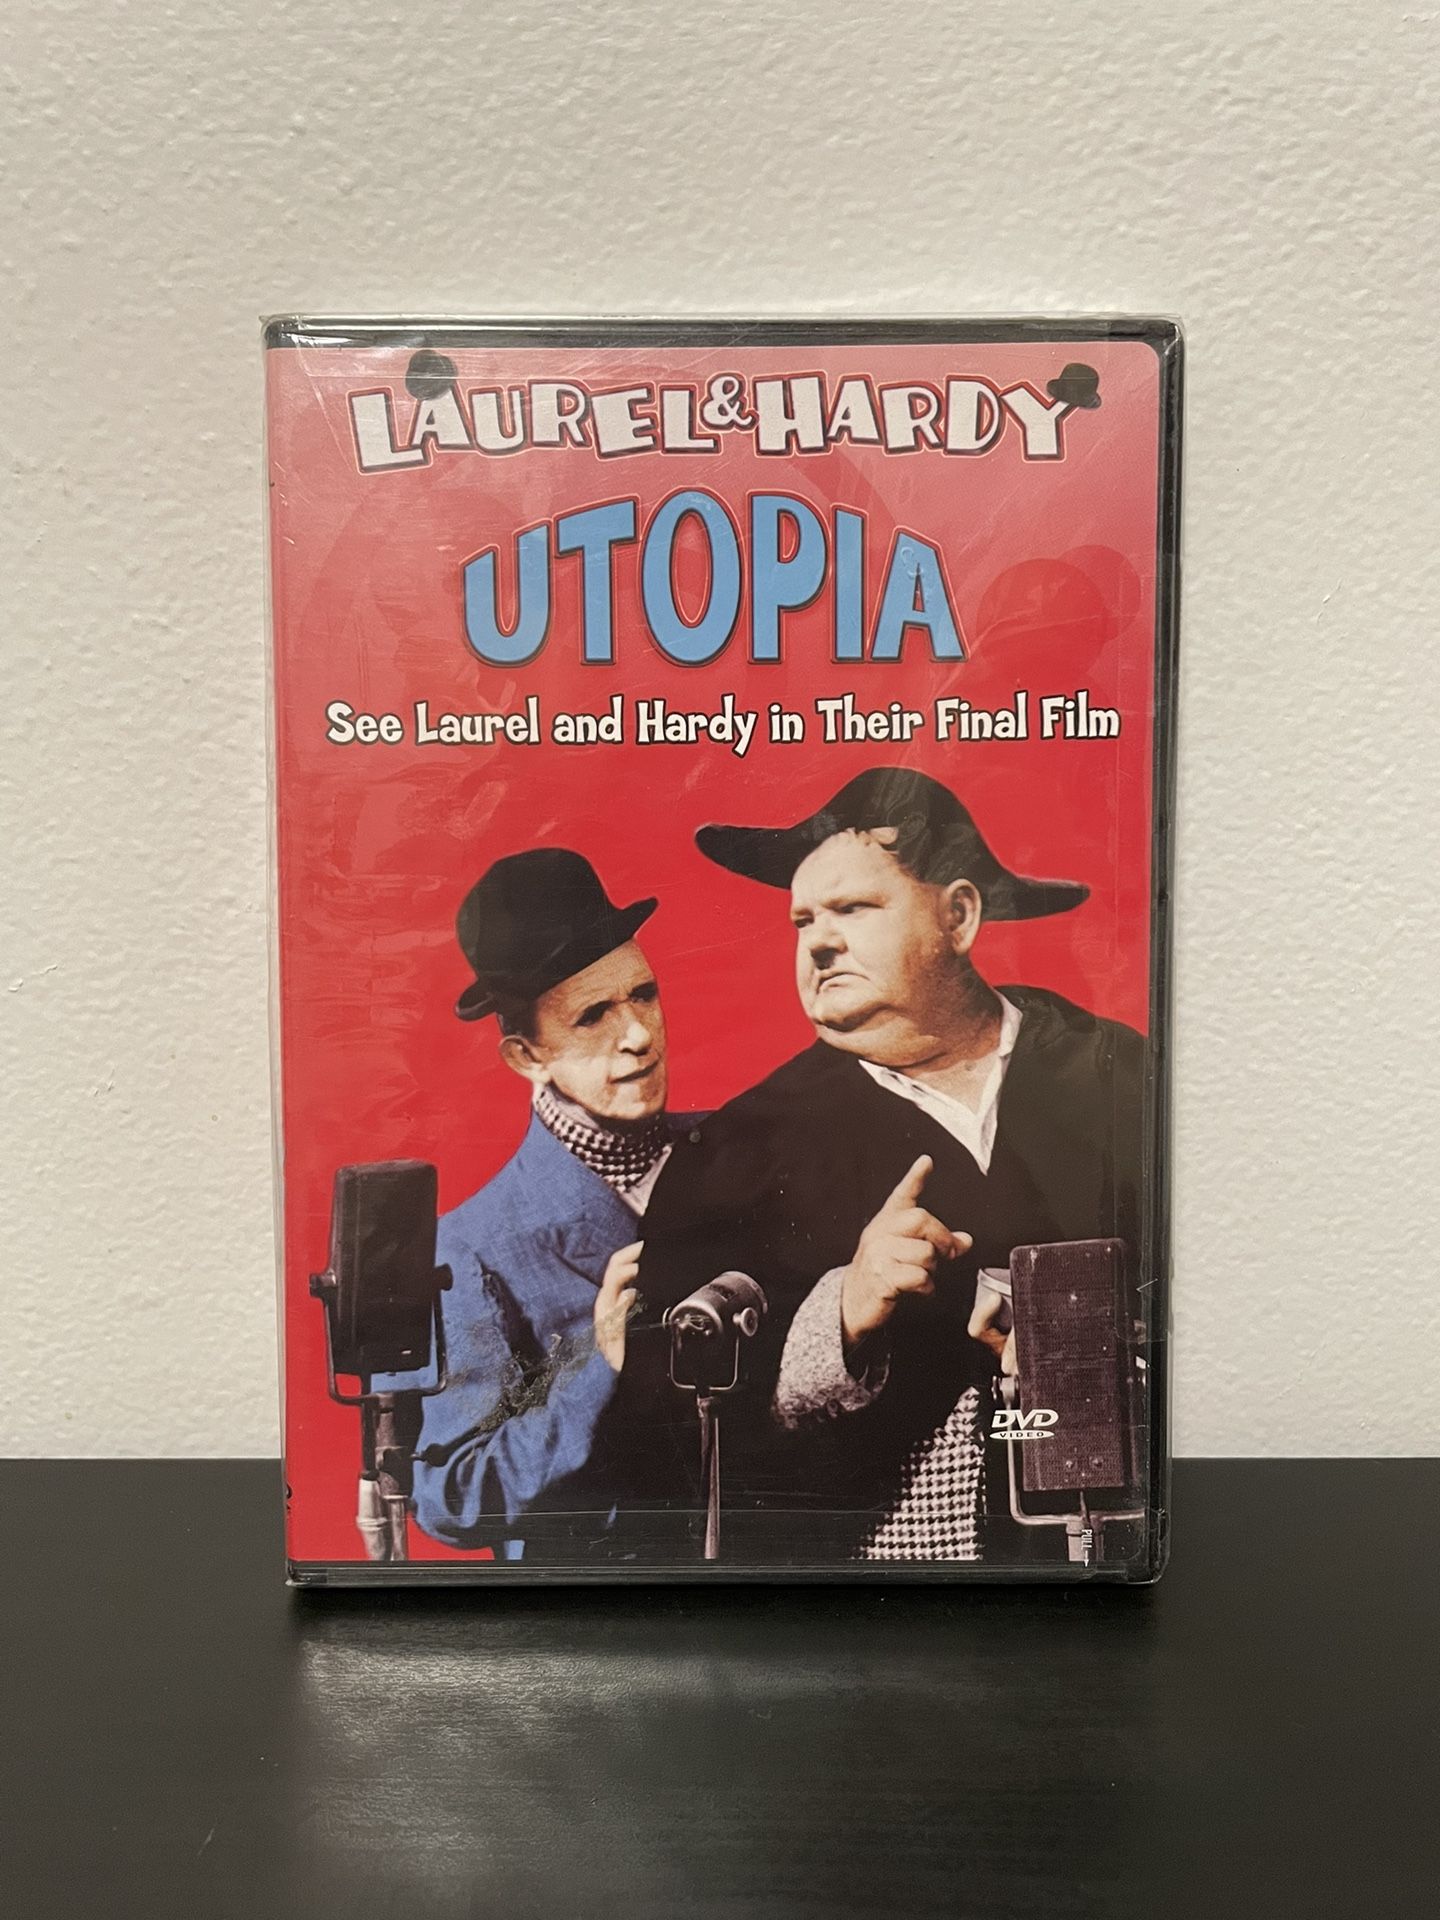 LAUREL & HARDY
UTOPIA
See Laurel and Hardy in Their Final Film
DVD
VIDEO
PULL